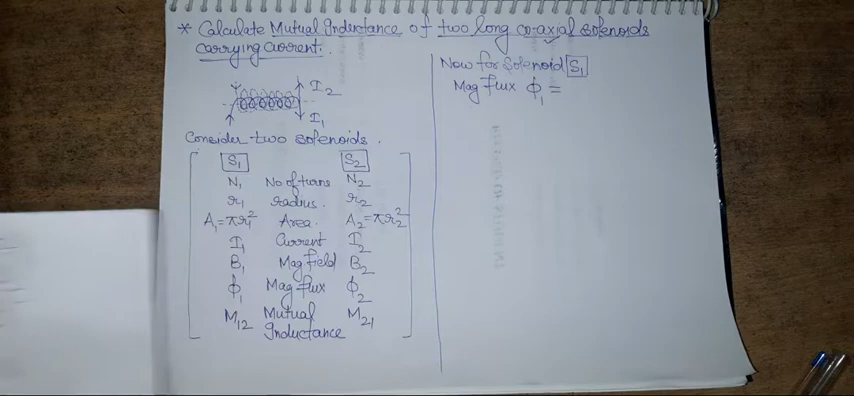 * Calculate Mutual Inductance of two long co-axial solenoids
carrying current.
I2
I1
Consider two solenoids.
S1 S2
N1 No of turns N2
r1 radius. r2
A1=πr1² Area. A2=πr2²
I1 Current I2
B1 Mag field B2
ϕ1 Mag flux ϕ2
M12 Mutual Inductance M21
Now for Solenoid S1
Mag flux ϕ1 =